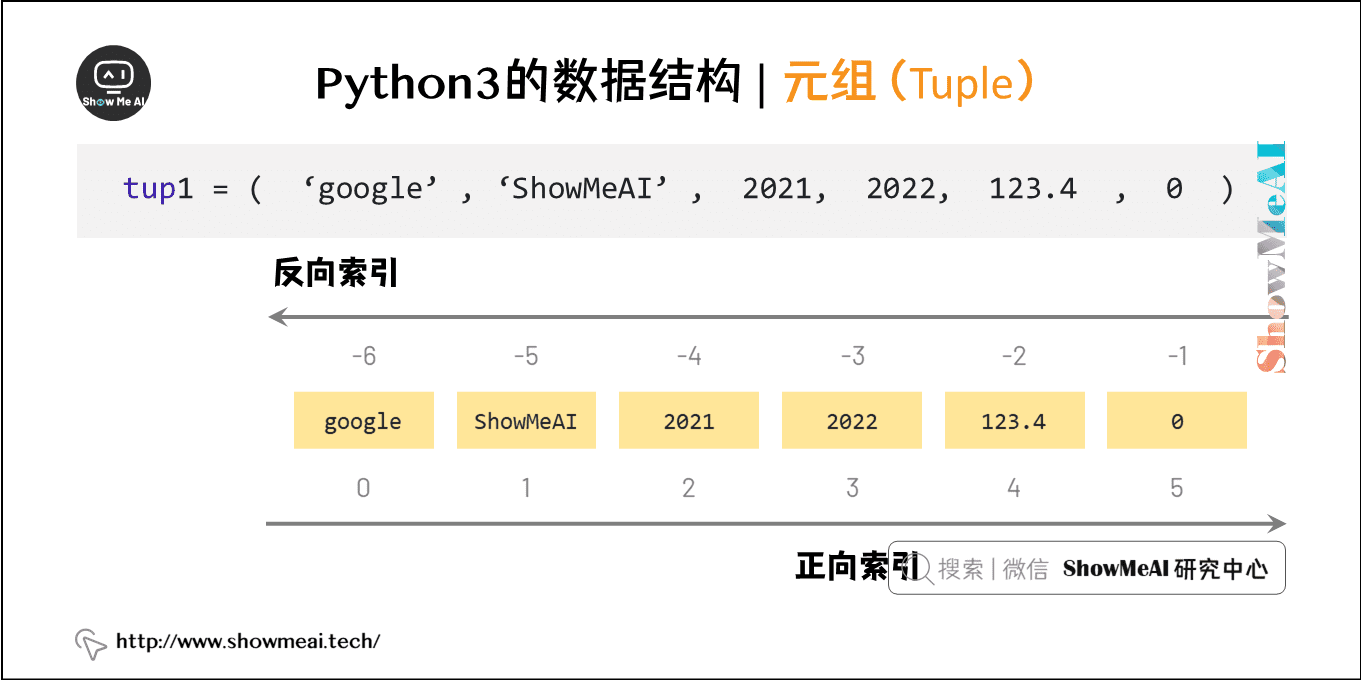 Show Me AI
Python3的数据结构 | 元组（Tuple）
tup1 = ( ‘google’ , ‘ShowMeAI’ , 2021, 2022, 123.4 , 0 )
ShowMeAI
反向索引
-6 -5 -4 -3 -2 -1
google ShowMeAI 2021 2022 123.4 0
0 1 2 3 4 5
正向索引
搜索 | 微信 ShowMeAI 研究中心
http://www.showmeai.tech/